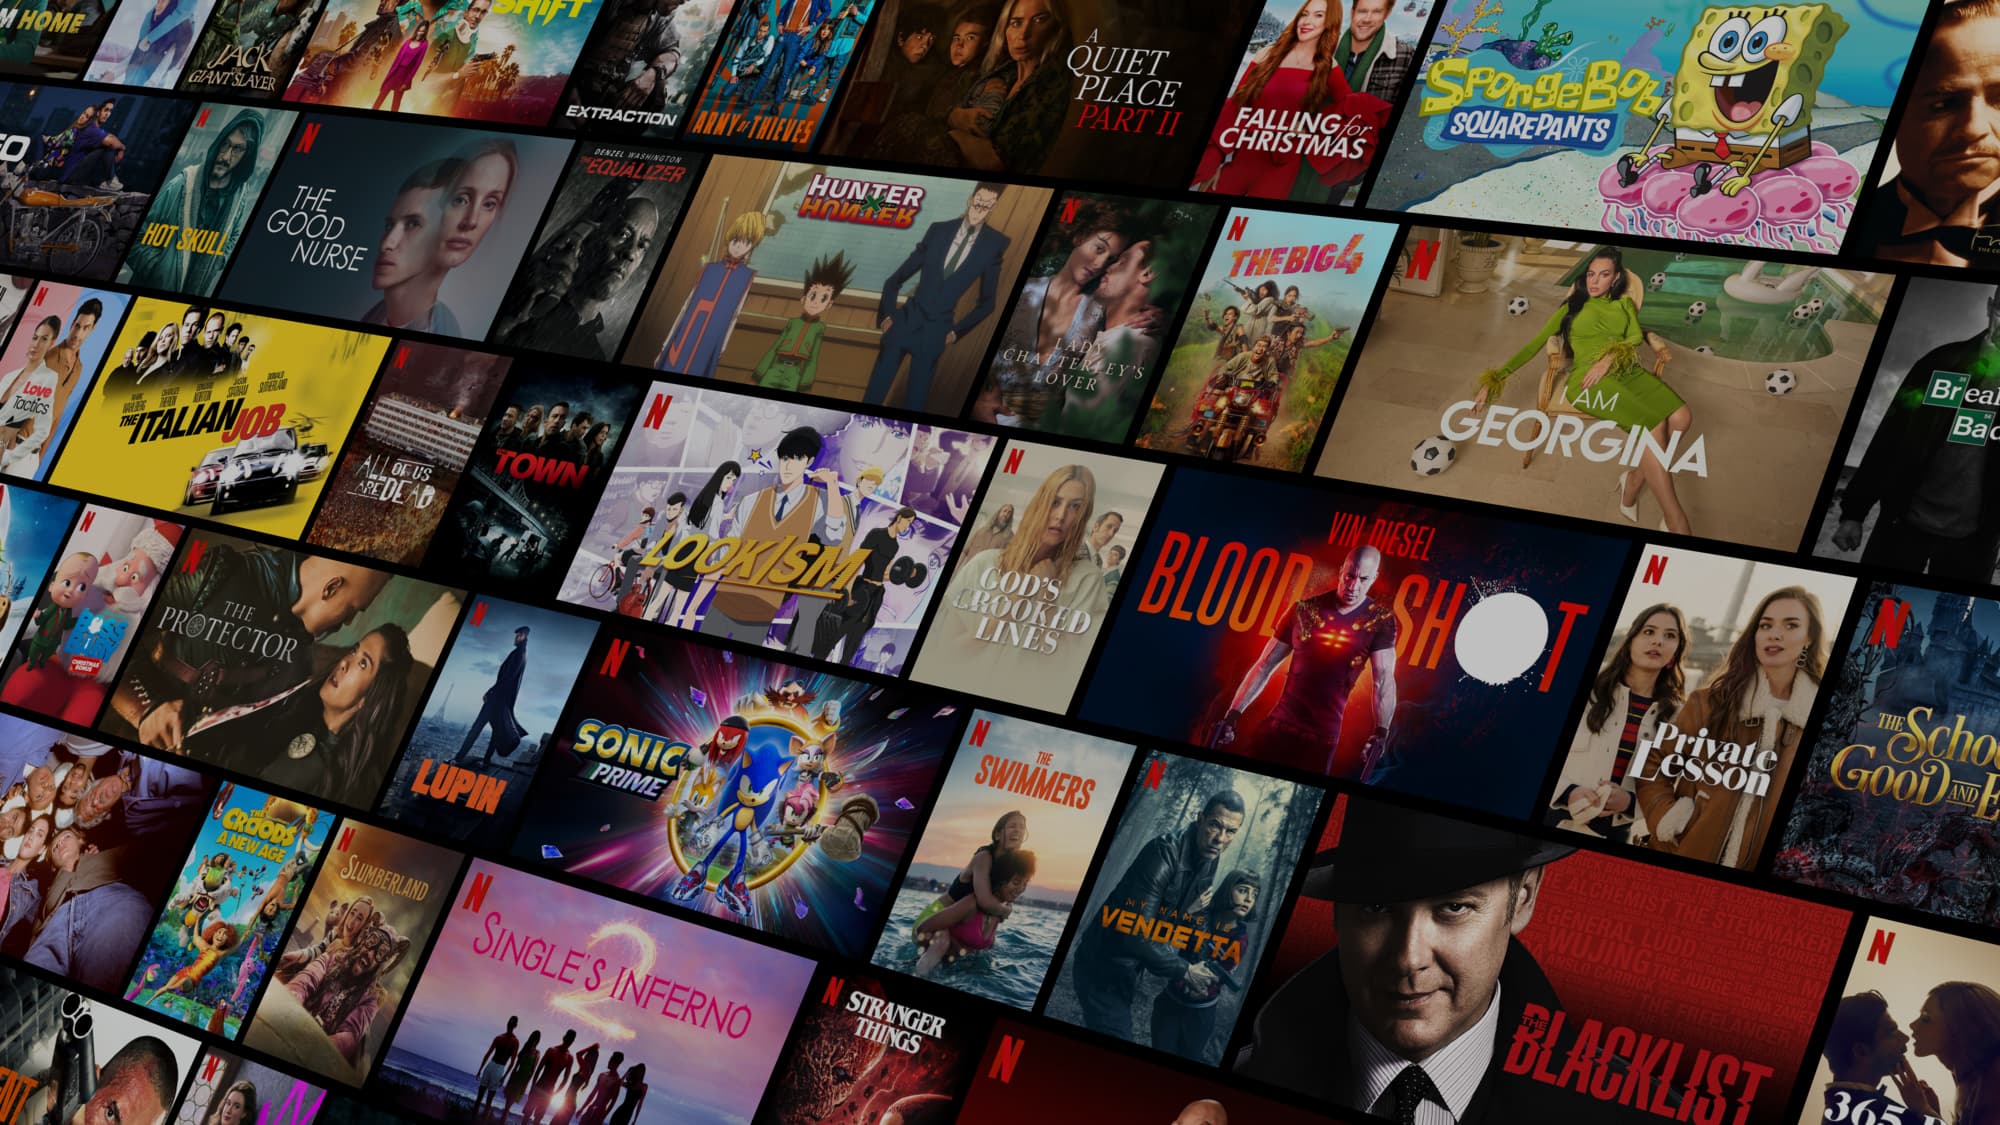 M HOME
JACK
GIANT SLAYER
SHIFT
EXTRACTION
ARMY OF THIEVES
A
QUIET
PLACE
PART II
FALLING for
CHRISTMAS
SPONGEBOB
SQUAREPANTS
EO
N
HOT SKULL
N
THE
GOOD
NURSE
DENZEL WASHINGTON
THE EQUALIZER
HUNTER
X
HUNTER
N
LADY
CHATTERLEY'S
LOVER
N
THE BIG 4
N
I AM
GEORGINA
Breaking
Bad
N
Love
Tactics
THE ITALIAN JOB
N
ALL OF US
ARE DEAD
THE
TOWN
N
LOOKISM
N
GOD'S
CROOKED
LINES
VIN DIESEL
BLOODSHOT
N
Private
Lesson
N
THE School
GOOD AND E
N
BOSS
BABY
CHRISTMAS
BONUS
N
THE
PROTECTOR
N
LUPIN
N
SONIC
PRIME
N
THE
SWIMMERS
N
MY NAME IS
VENDETTA
THE
BLACKLIST
N
365 D
THE
CROODS
A NEW AGE
N
SLUMBERLAND
N
SINGLE'S INFERNO
2
N
STRANGER
THINGS
N
ENT
N